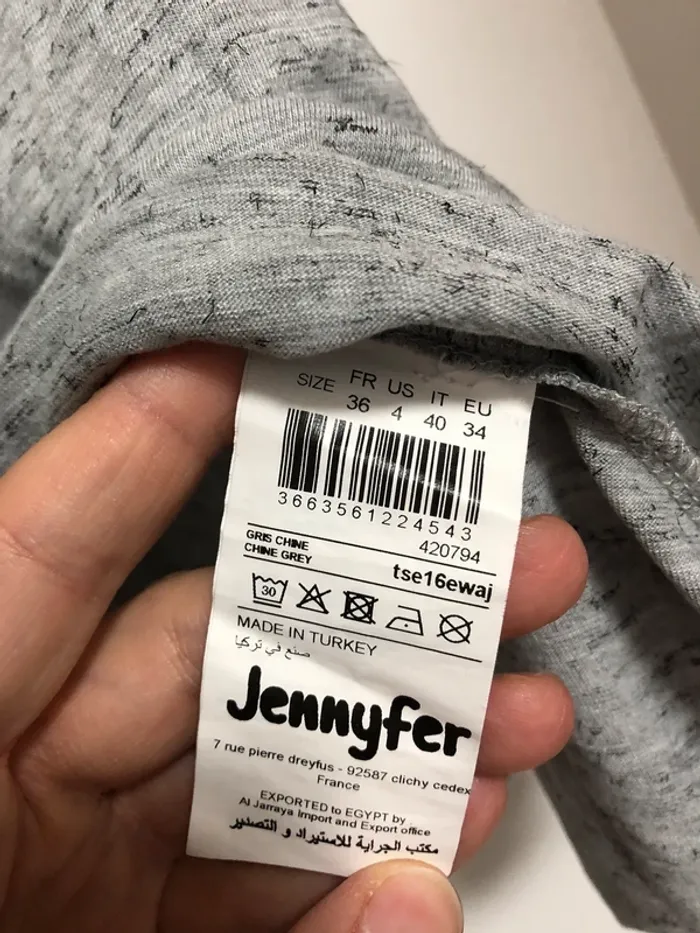 SIZE FR US IT EU
36 4 40 34
3663561224543
420794
GRIS CHINE
CHINE GREY
tse16ewaj
30
MADE IN TURKEY
صنع في تركيا
Jennyfer
7 rue pierre dreyfus - 92587 clichy cedex
France
EXPORTED to EGYPT by
Al Jarraya Import and Export office
مكتب الجراية للاستيراد و التصدير